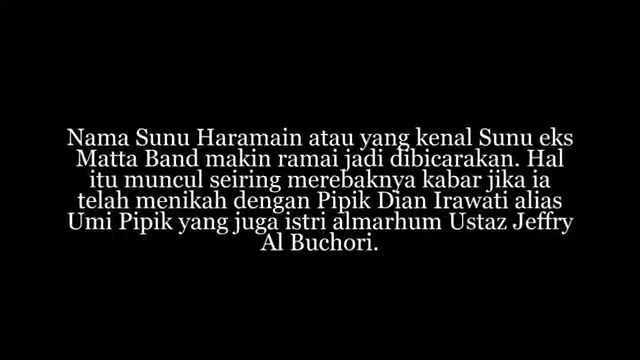 Nama Sunu Haramain atau yang kenal Sunu eks
Matta Band makin ramai jadi dibicarakan. Hal
itu muncul seiring merebaknya kabar jika ia
telah menikah dengan Pipik Dian Irawati alias
Umi Pipik yang juga istri almarhum Ustaz Jeffry
Al Buchori.